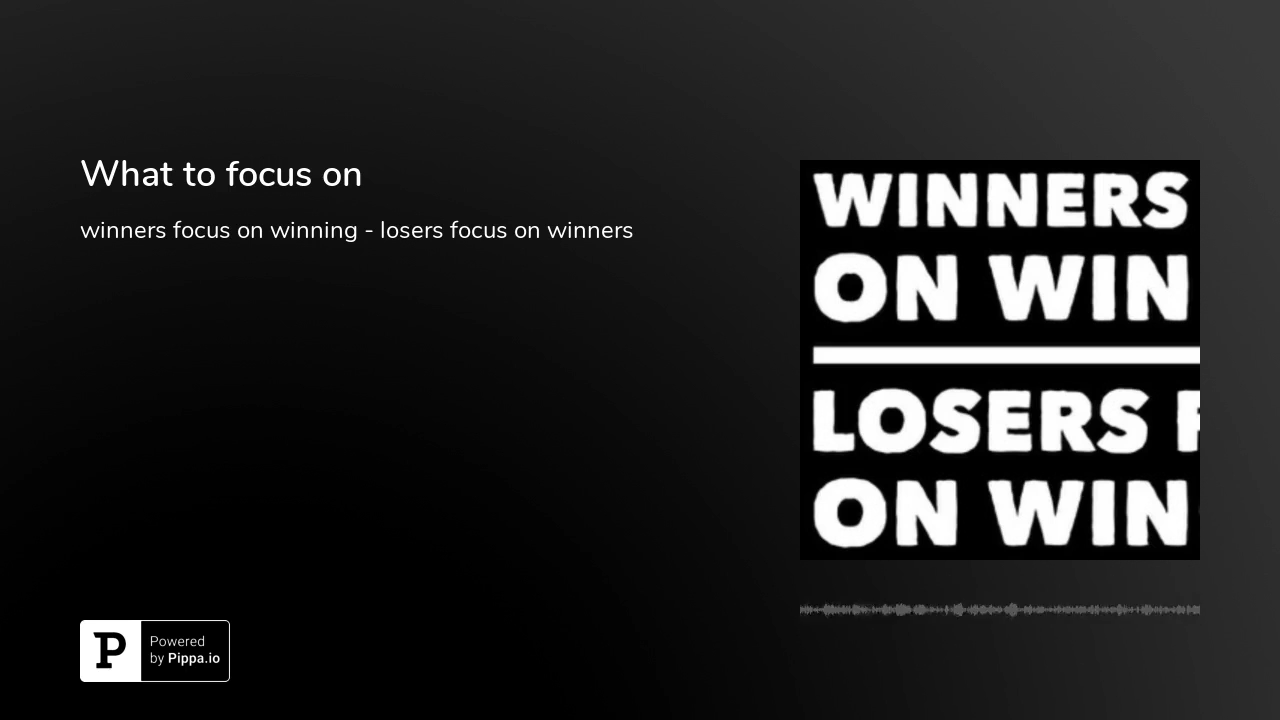 What to focus on
winners focus on winning - losers focus on winners
WINNERS
ON WIN
LOSERS F
ON WIN
P
Powered
by Pippa.io